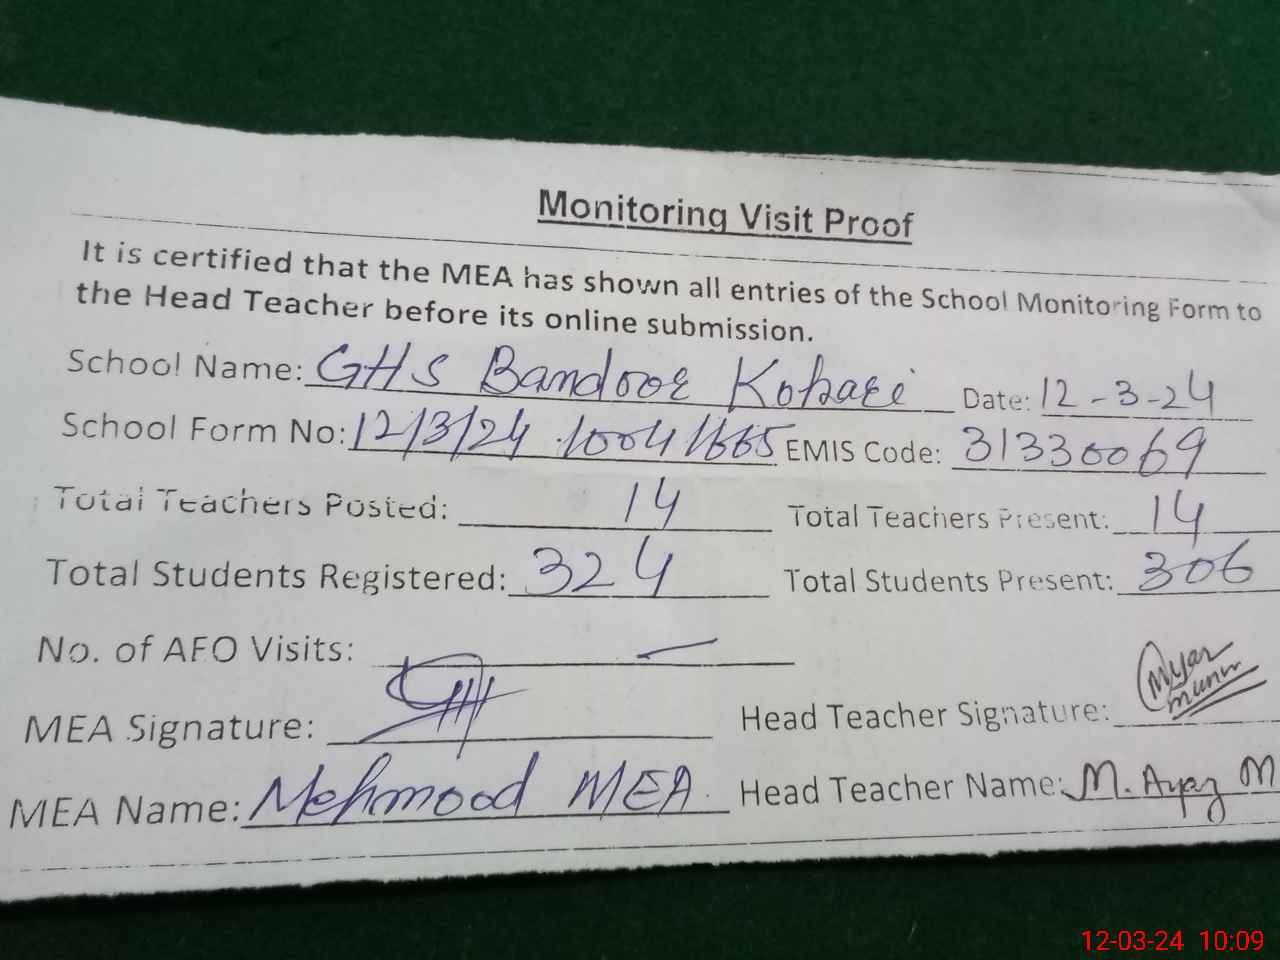 Monitoring Visit Proof
It is certified that the MEA has shown all entries of the School Monitoring Form to
the Head Teacher before its online submission.
School Name: GHS Bandoor Kohari Date: 12-3-24
School Form No: 12/3/24 10041665 EMIS Code: 31330069
Total Teachers Posted: 14 Total Teachers Present: 14
Total Students Registered: 324 Total Students Present: 306
No. of AFO Visits: —
MEA Signature: Head Teacher Signature:
MEA Name: Mehmood MEA. Head Teacher Name: M. Ayaz M
12-03-24 10:09